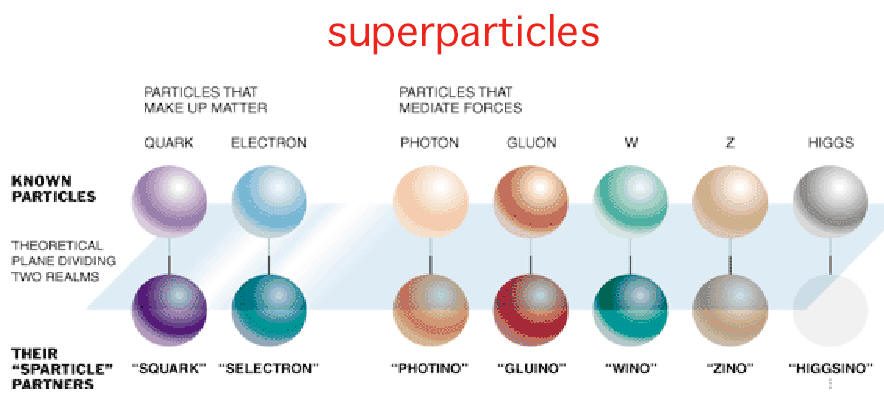 superparticles
PARTICLES THAT
MAKE UP MATTER
PARTICLES THAT
MEDIATE FORCES
QUARK ELECTRON PHOTON GLUON W Z HIGGS
KNOWN
PARTICLES
THEORETICAL
PLANE DIVIDING
TWO REALMS
THEIR
“SPARTICLE”
PARTNERS
“SQUARK” “SELECTRON” “PHOTINO” “GLUINO” “WINO” “ZINO” “HIGGSINO”